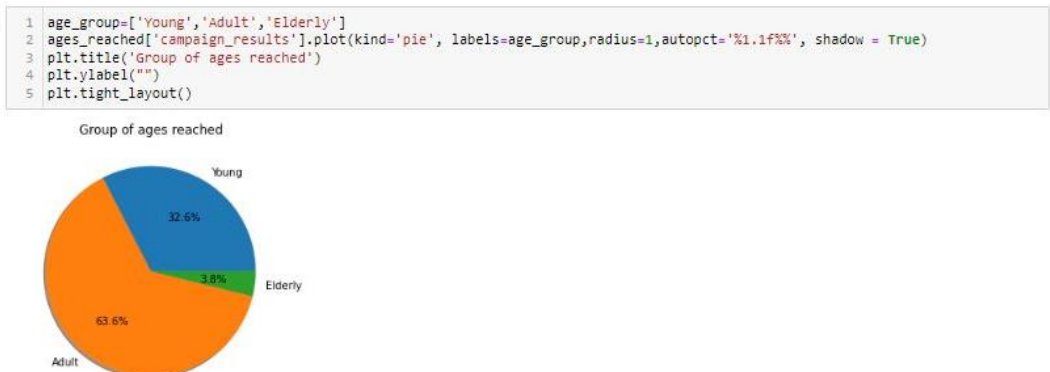 1 age_group=['Young','Adult','Elderly']
2 ages_reached['campaign_results'].plot(kind='pie', labels=age_group,radius=1,autopct='%1.1f%%', shadow = True)
3 plt.title('Group of ages reached')
4 plt.ylabel("")
5 plt.tight_layout()
Group of ages reached
Young
32.6%
3.8%
Elderly
63.6%
Adult